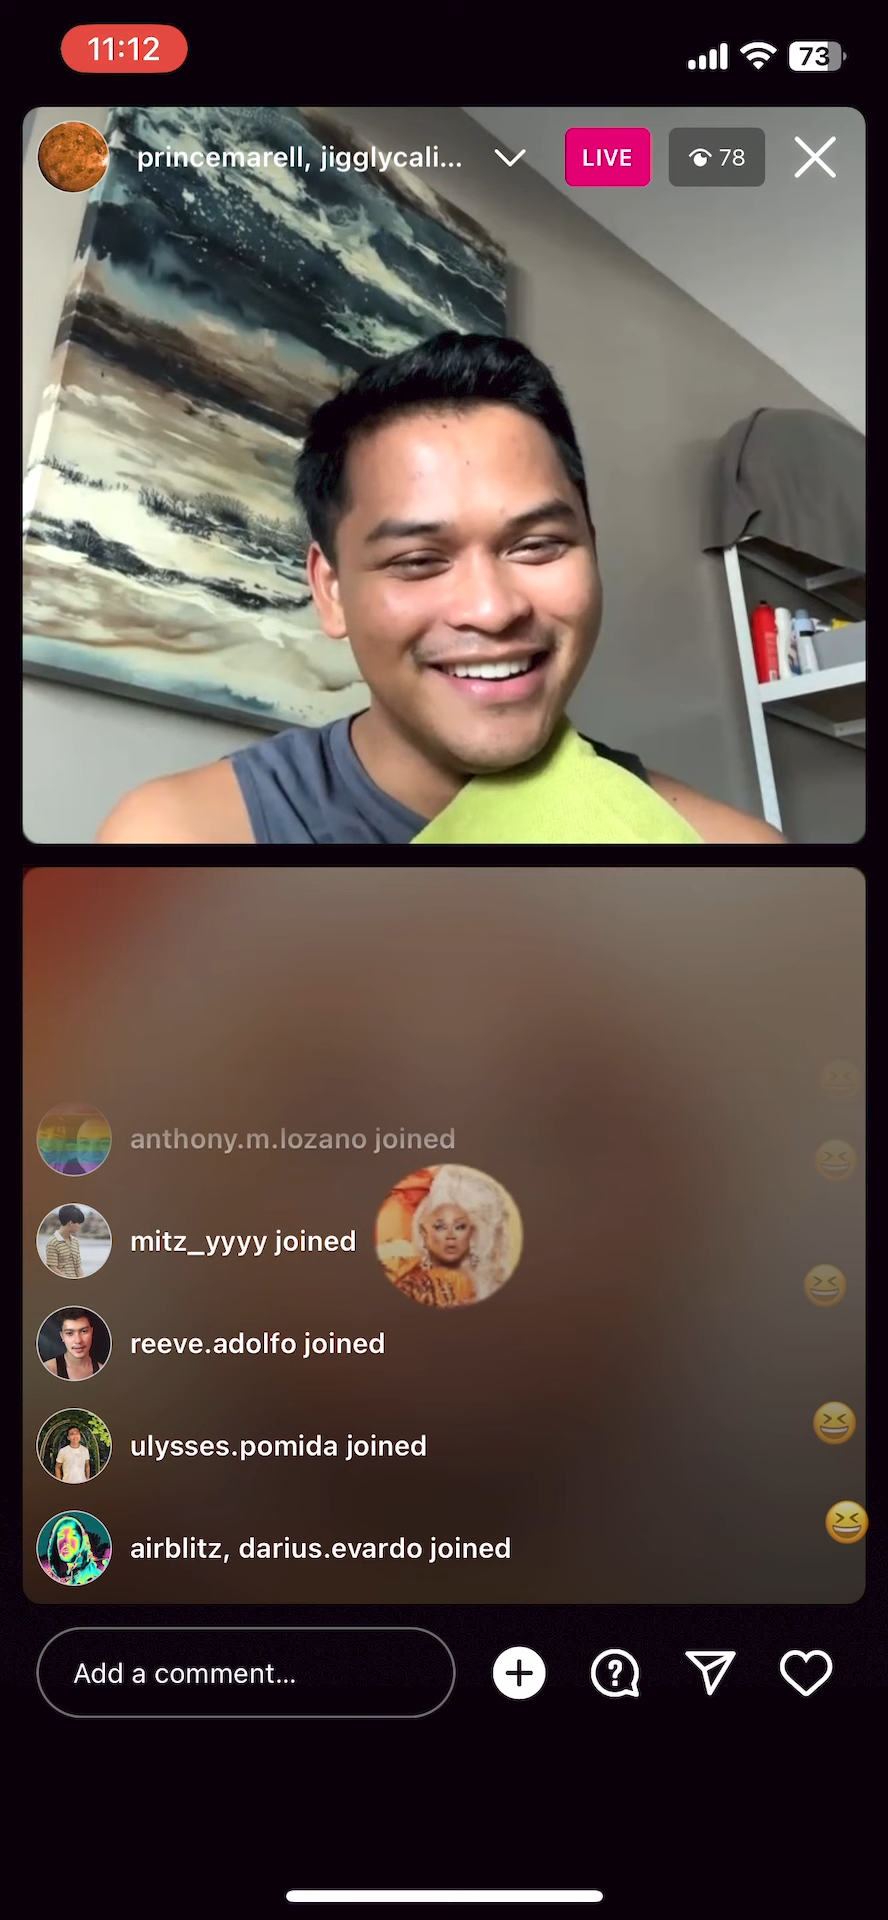 11:12
73
princemarell, jigglycali...
LIVE
78
anthony.m.lozano joined
mitz_yyyy joined
reeve.adolfo joined
ulysses.pomida joined
airblitz, darius.evardo joined
Add a comment...